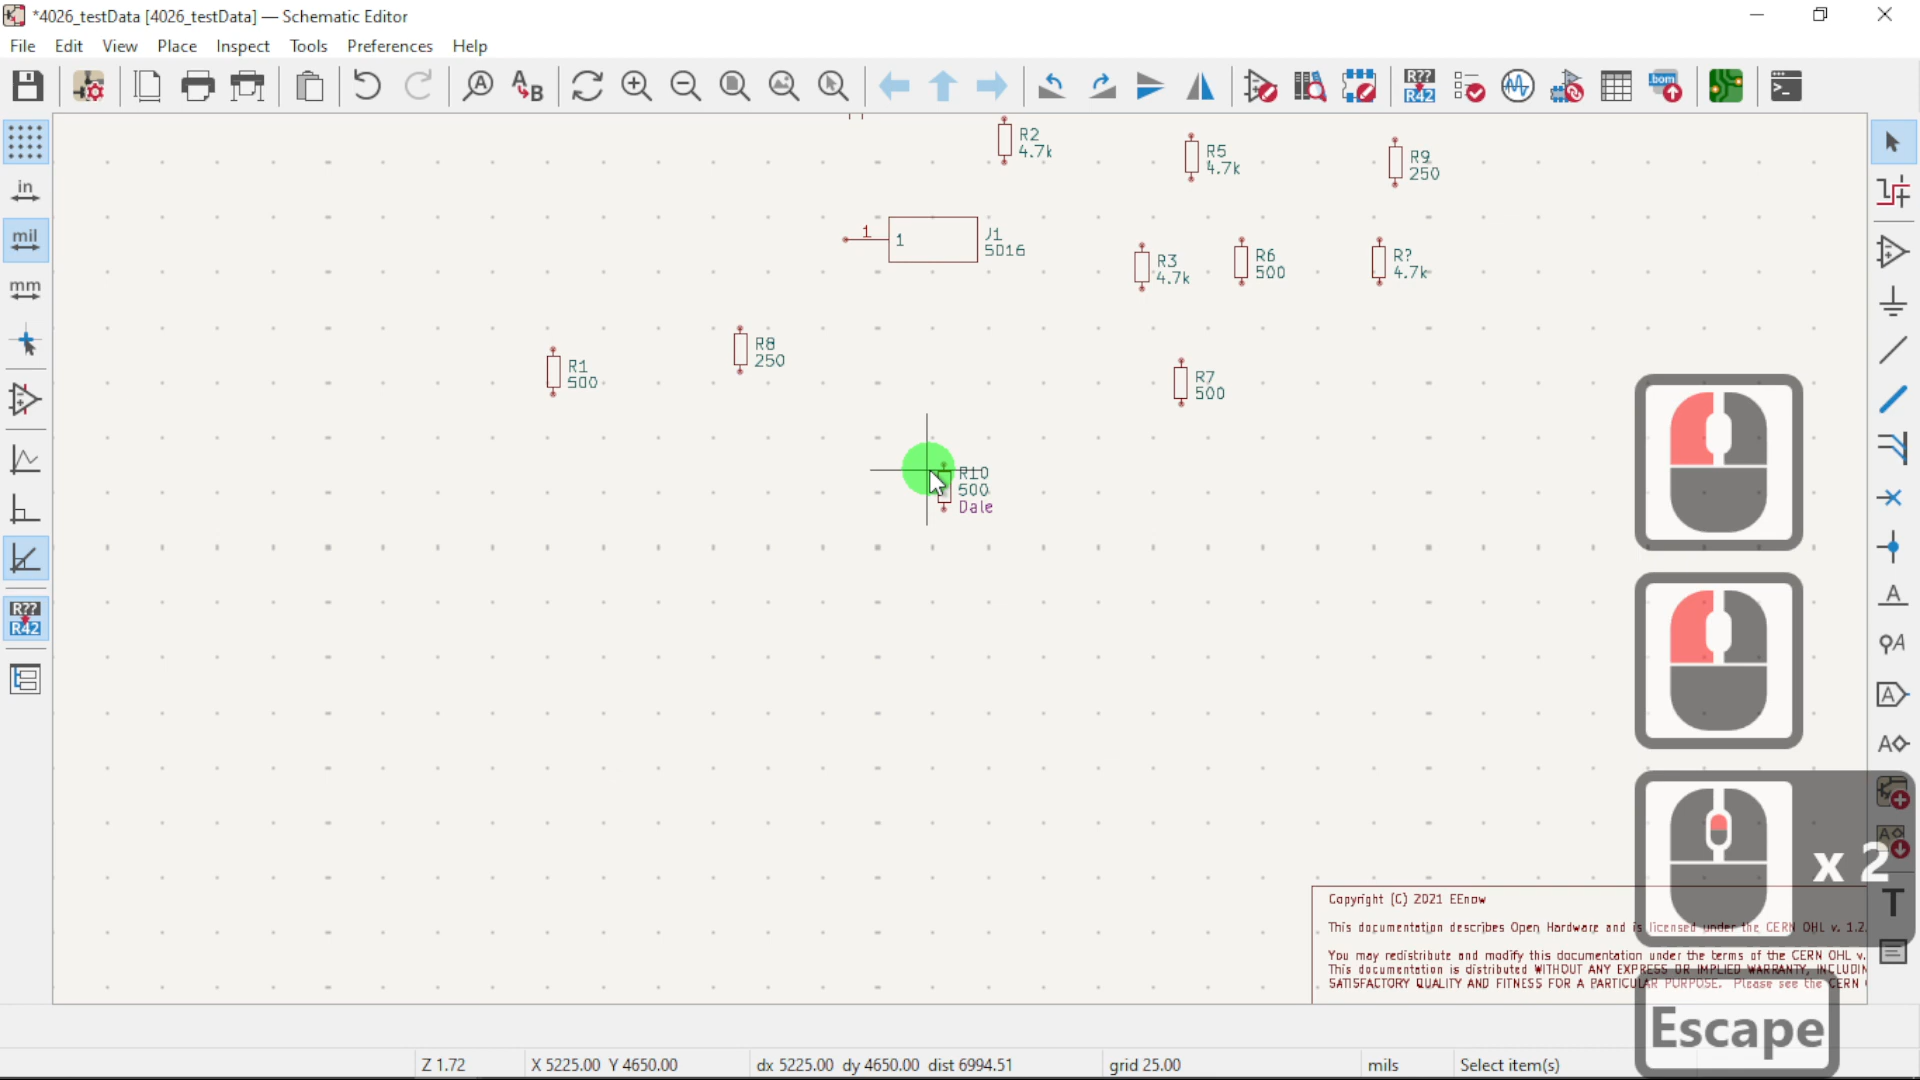 *4026_testData [4026_testData] — Schematic Editor
File Edit View Place Inspect Tools Preferences Help
A
A
B
R??
R42
.bom
in
mil
mm
R??
R42
R2
4.7k
R5
4.7k
R9
250
1
1
J1
5D16
R3
4.7k
R6
500
R?
4.7k
R8
250
R1
500
R7
500
R10
500
Dale
A
A
A
A
A
T
x 2
Copyright (C) 2021 EEnow
This documentation describes Open Hardware and is licensed under the CERN OHL v. 1.2
You may redistribute and modify this documentation under the terms of the CERN OHL v.
This documentation is distributed WITHOUT ANY EXPRESS OR IMPLIED WARRANTY, INCLUDIN
SATISFACTORY QUALITY AND FITNESS FOR A PARTICULAR PURPOSE. Please see the CERN
Escape
Z 1.72 X 5225.00 Y 4650.00 dx 5225.00 dy 4650.00 dist 6994.51 grid 25.00 mils Select item(s)